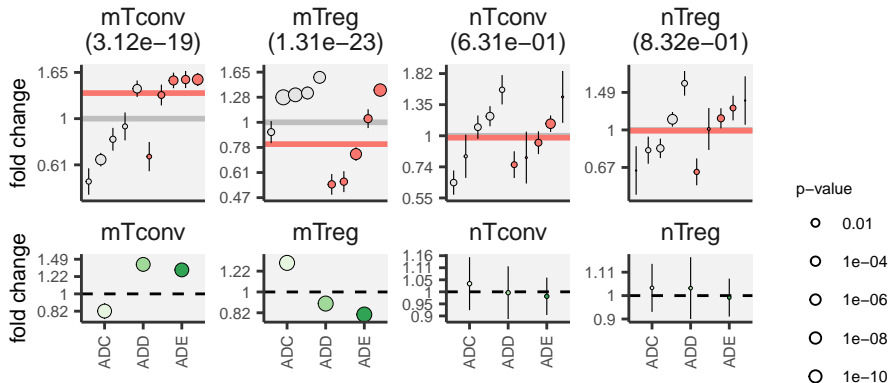 mTconv
(3.12e−19)
mTreg
(1.31e−23)
nTconv
(6.31e−01)
nTreg
(8.32e−01)
fold change
1.65
1
0.61
1.65
1.28
1
0.78
0.61
0.47
1.82
1.35
1
0.74
0.55
1.49
1
0.67
mTconv
mTreg
nTconv
nTreg
fold change
1.49
1.22
1
0.82
1.22
1
0.82
1.16
1.1
1.05
1
0.95
0.9
1.11
1
0.9
ADC
ADD
ADE
ADC
ADD
ADE
ADC
ADD
ADE
ADC
ADD
ADE
p−value
0.01
1e−04
1e−06
1e−08
1e−10